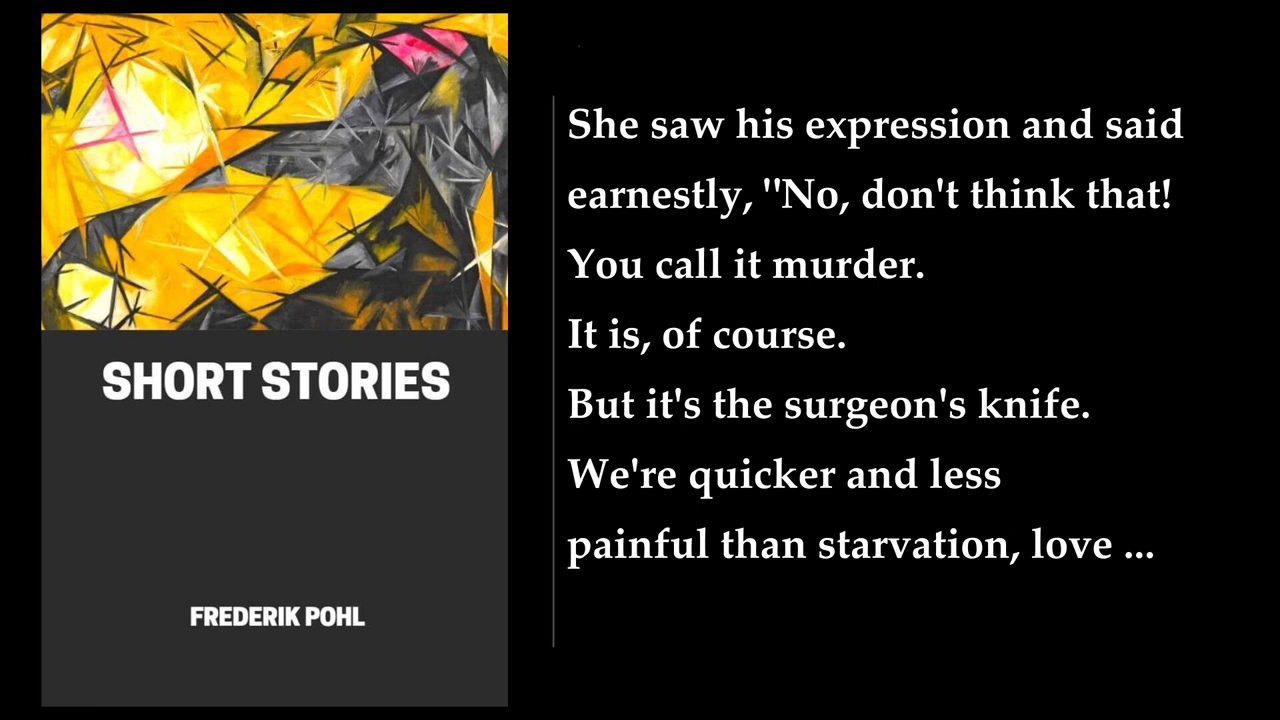 SHORT STORIES
FREDERIK POHL
She saw his expression and said
earnestly, "No, don't think that!
You call it murder.
It is, of course.
But it's the surgeon's knife.
We're quicker and less
painful than starvation, love ...